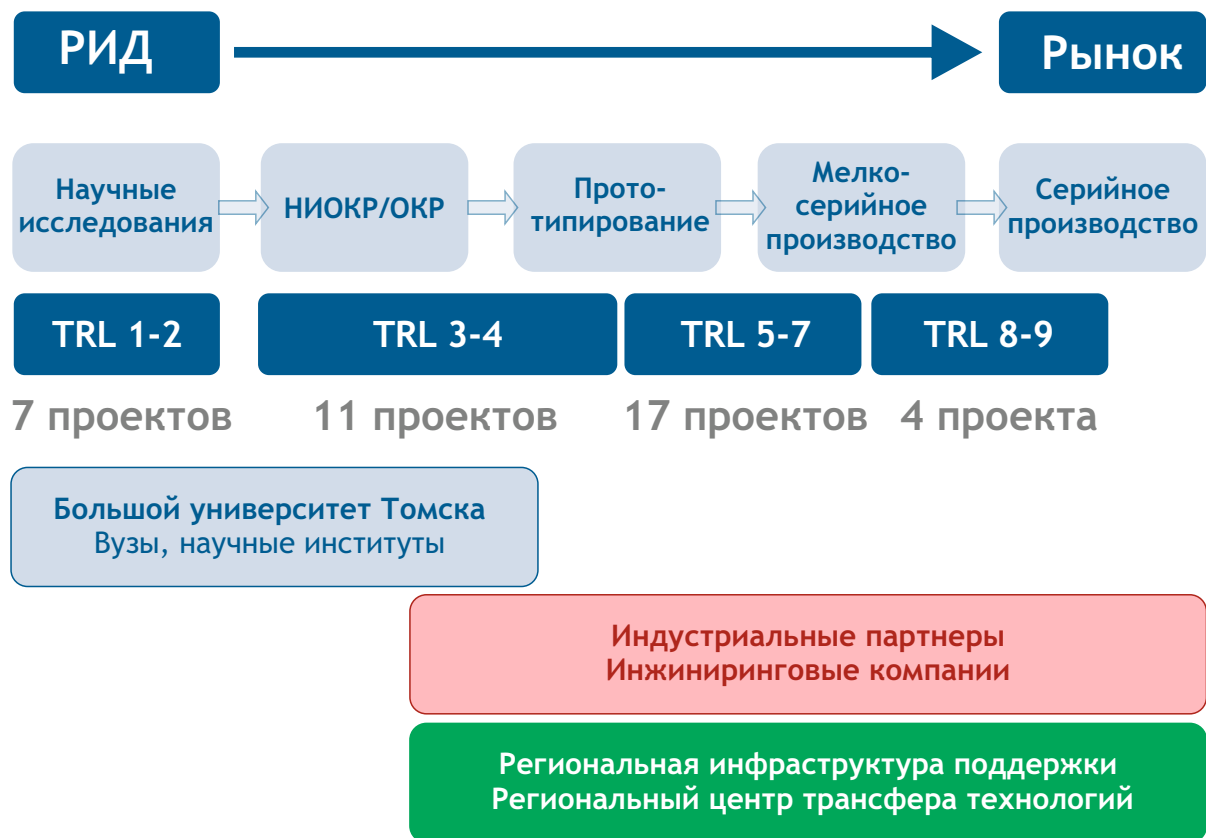 РИД
Рынок
Научные
исследования
НИОКР/ОКР
Прото-
типирование
Мелко-
серийное
производство
Серийное
производство
TRL 1-2
TRL 3-4
TRL 5-7
TRL 8-9
7 проектов
11 проектов
17 проектов
4 проекта
Большой университет Томска
Вузы, научные институты
Индустриальные партнеры
Инжиниринговые компании
Региональная инфраструктура поддержки
Региональный центр трансфера технологий